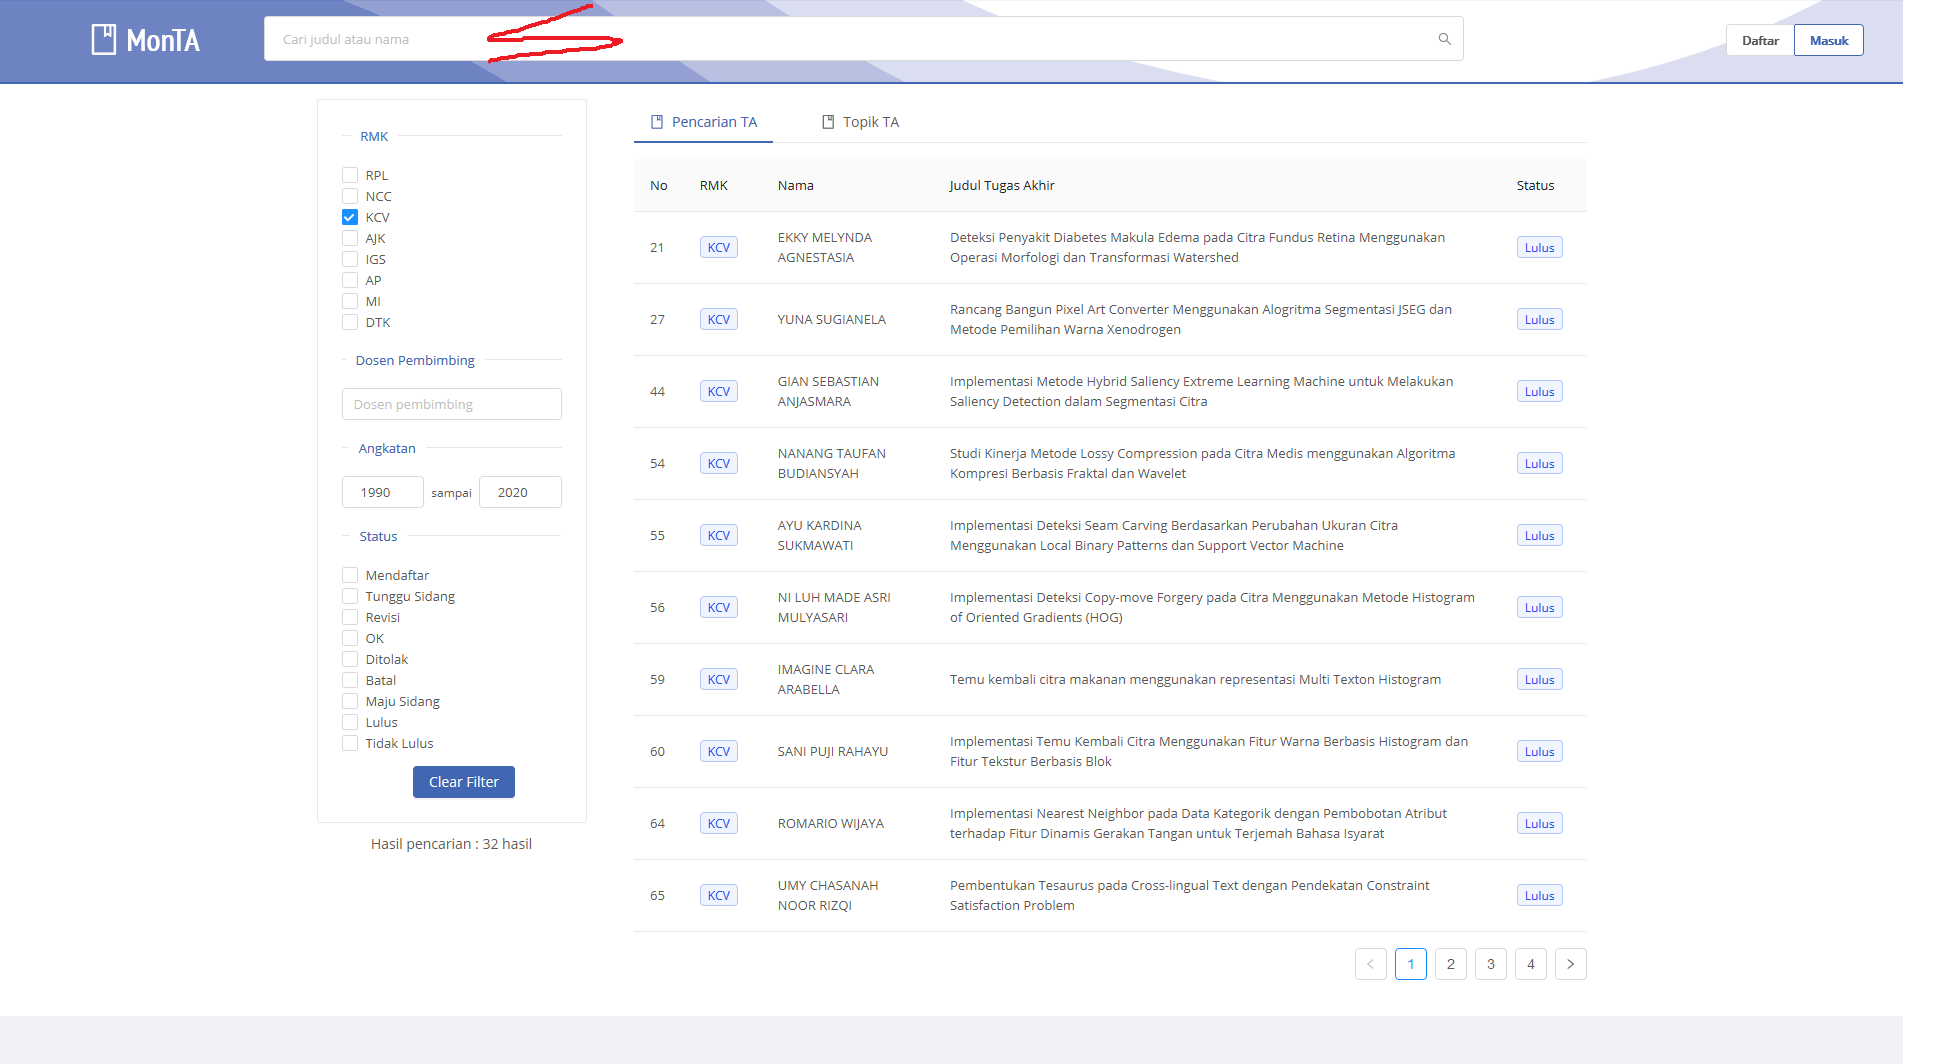 MonTA
Cari judul atau nama
Daftar
Masuk
RMK
RPL
NCC
KCV
AJK
IGS
AP
MI
DTK
Dosen Pembimbing
Dosen pembimbing
Angkatan
1990 sampai 2020
Status
Mendaftar
Tunggu Sidang
Revisi
OK
Ditolak
Batal
Maju Sidang
Lulus
Tidak Lulus
Clear Filter
Hasil pencarian : 32 hasil
Pencarian TA
Topik TA
No RMK Nama Judul Tugas Akhir Status
21 KCV EKKY MELYNDA AGNESTASIA Deteksi Penyakit Diabetes Makula Edema pada Citra Fundus Retina Menggunakan Operasi Morfologi dan Transformasi Watershed Lulus
27 KCV YUNA SUGIANELA Rancang Bangun Pixel Art Converter Menggunakan Alogritma Segmentasi JSEG dan Metode Pemilihan Warna Xenodrogen Lulus
44 KCV GIAN SEBASTIAN ANJASMARA Implementasi Metode Hybrid Saliency Extreme Learning Machine untuk Melakukan Saliency Detection dalam Segmentasi Citra Lulus
54 KCV NANANG TAUFAN BUDIANSYAH Studi Kinerja Metode Lossy Compression pada Citra Medis menggunakan Algoritma Kompresi Berbasis Fraktal dan Wavelet Lulus
55 KCV AYU KARDINA SUKMAWATI Implementasi Deteksi Seam Carving Berdasarkan Perubahan Ukuran Citra Menggunakan Local Binary Patterns dan Support Vector Machine Lulus
56 KCV NI LUH MADE ASRI MULYASARI Implementasi Deteksi Copy-move Forgery pada Citra Menggunakan Metode Histogram of Oriented Gradients (HOG) Lulus
59 KCV IMAGINE CLARA ARABELLA Temu kembali citra makanan menggunakan representasi Multi Texton Histogram Lulus
60 KCV SANI PUJI RAHAYU Implementasi Temu Kembali Citra Menggunakan Fitur Warna Berbasis Histogram dan Fitur Tekstur Berbasis Blok Lulus
64 KCV ROMARIO WIJAYA Implementasi Nearest Neighbor pada Data Kategorik dengan Pembobotan Atribut terhadap Fitur Dinamis Gerakan Tangan untuk Terjemah Bahasa Isyarat Lulus
65 KCV UMY CHASANAH NOOR RIZQI Pembentukan Tesaurus pada Cross-lingual Text dengan Pendekatan Constraint Satisfaction Problem Lulus
< 1 2 3 4 >